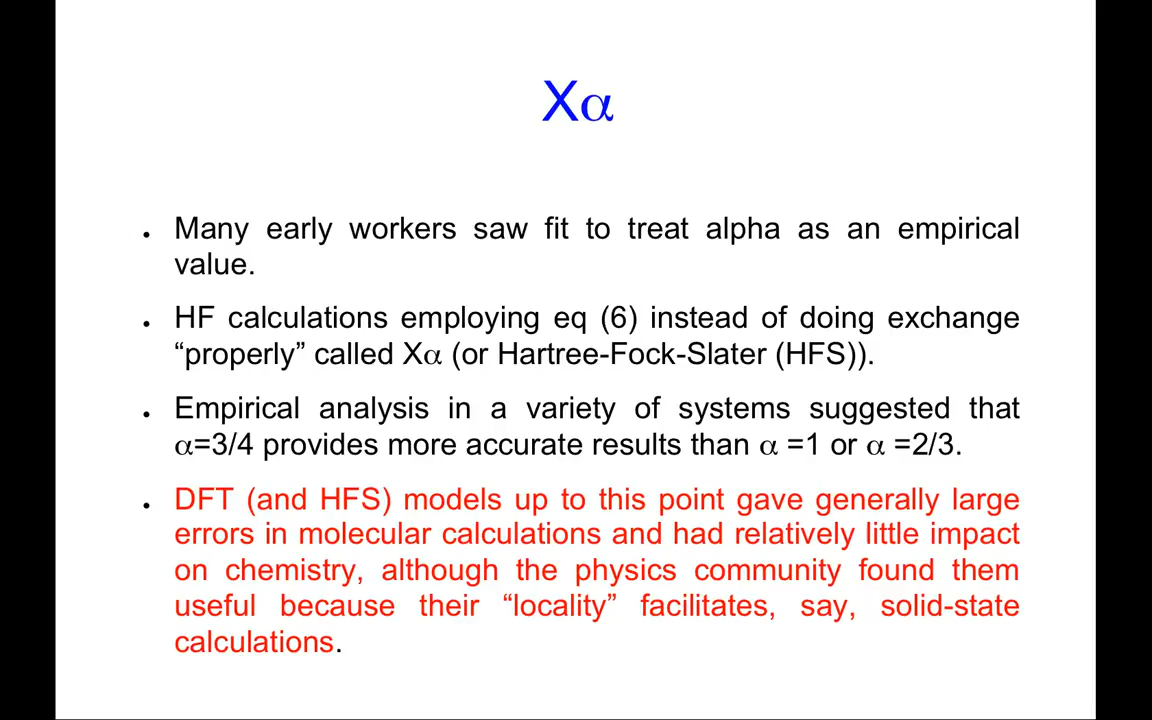 Xα
• Many early workers saw fit to treat alpha as an empirical
value.
• HF calculations employing eq (6) instead of doing exchange
“properly” called Xα (or Hartree-Fock-Slater (HFS)).
• Empirical analysis in a variety of systems suggested that
α=3/4 provides more accurate results than α =1 or α =2/3.
• DFT (and HFS) models up to this point gave generally large
errors in molecular calculations and had relatively little impact
on chemistry, although the physics community found them
useful because their “locality” facilitates, say, solid-state
calculations.